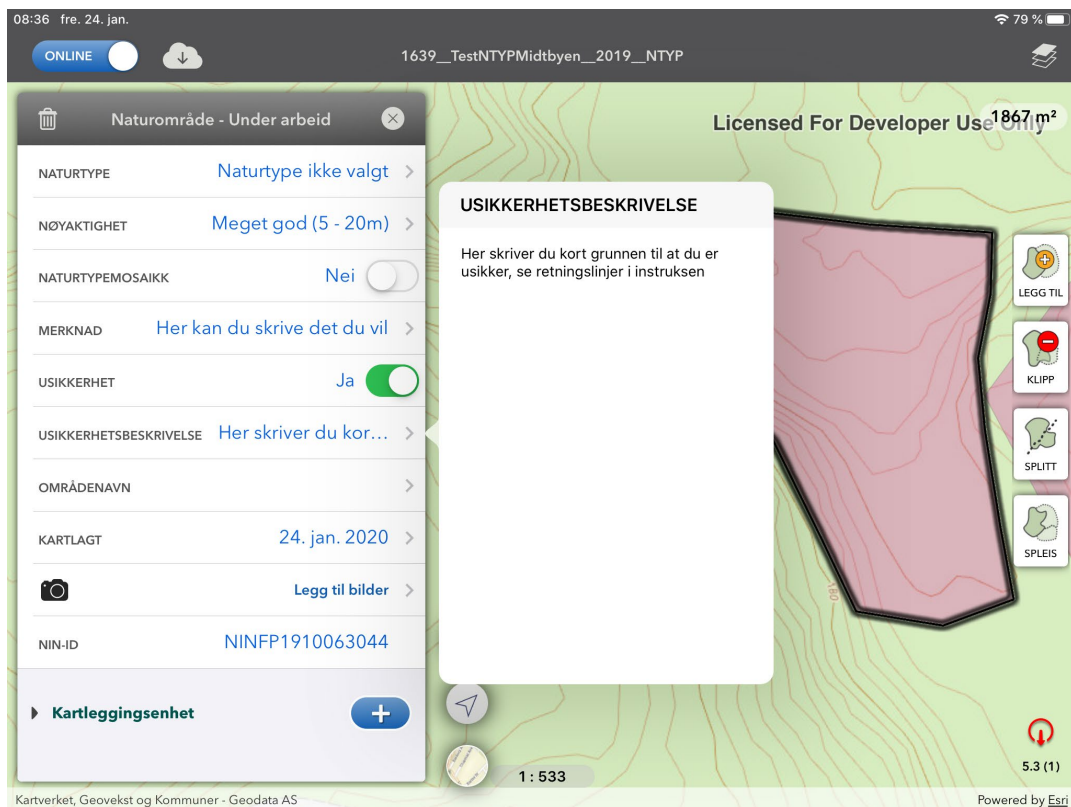 08:36 fre. 24. jan.
79 %
ONLINE
1639__TestNTYPMidtbyen__2019__NTYP
Naturområde - Under arbeid
Licensed For Developer Use Only
1867 m²
NATURTYPE Naturtype ikke valgt
NØYAKTIGHET Meget god (5 - 20m)
NATURTYPEMOSAIKK Nei
MERKNAD Her kan du skrive det du vil
USIKKERHET Ja
USIKKERHETSBESKRIVELSE Her skriver du kor...
OMRÅDENAVN
KARTLAGT 24. jan. 2020
Legg til bilder
NIN-ID NINFP1910063044
Kartleggingsenhet
USIKKERHETSBESKRIVELSE
Her skriver du kort grunnen til at du er
usikker, se retningslinjer i instruksen
LEGG TIL
KLIPP
SPLITT
SPLEIS
180
5.3 (1)
1 : 533
Kartverket, Geovekst og Kommuner - Geodata AS
Powered by Esri